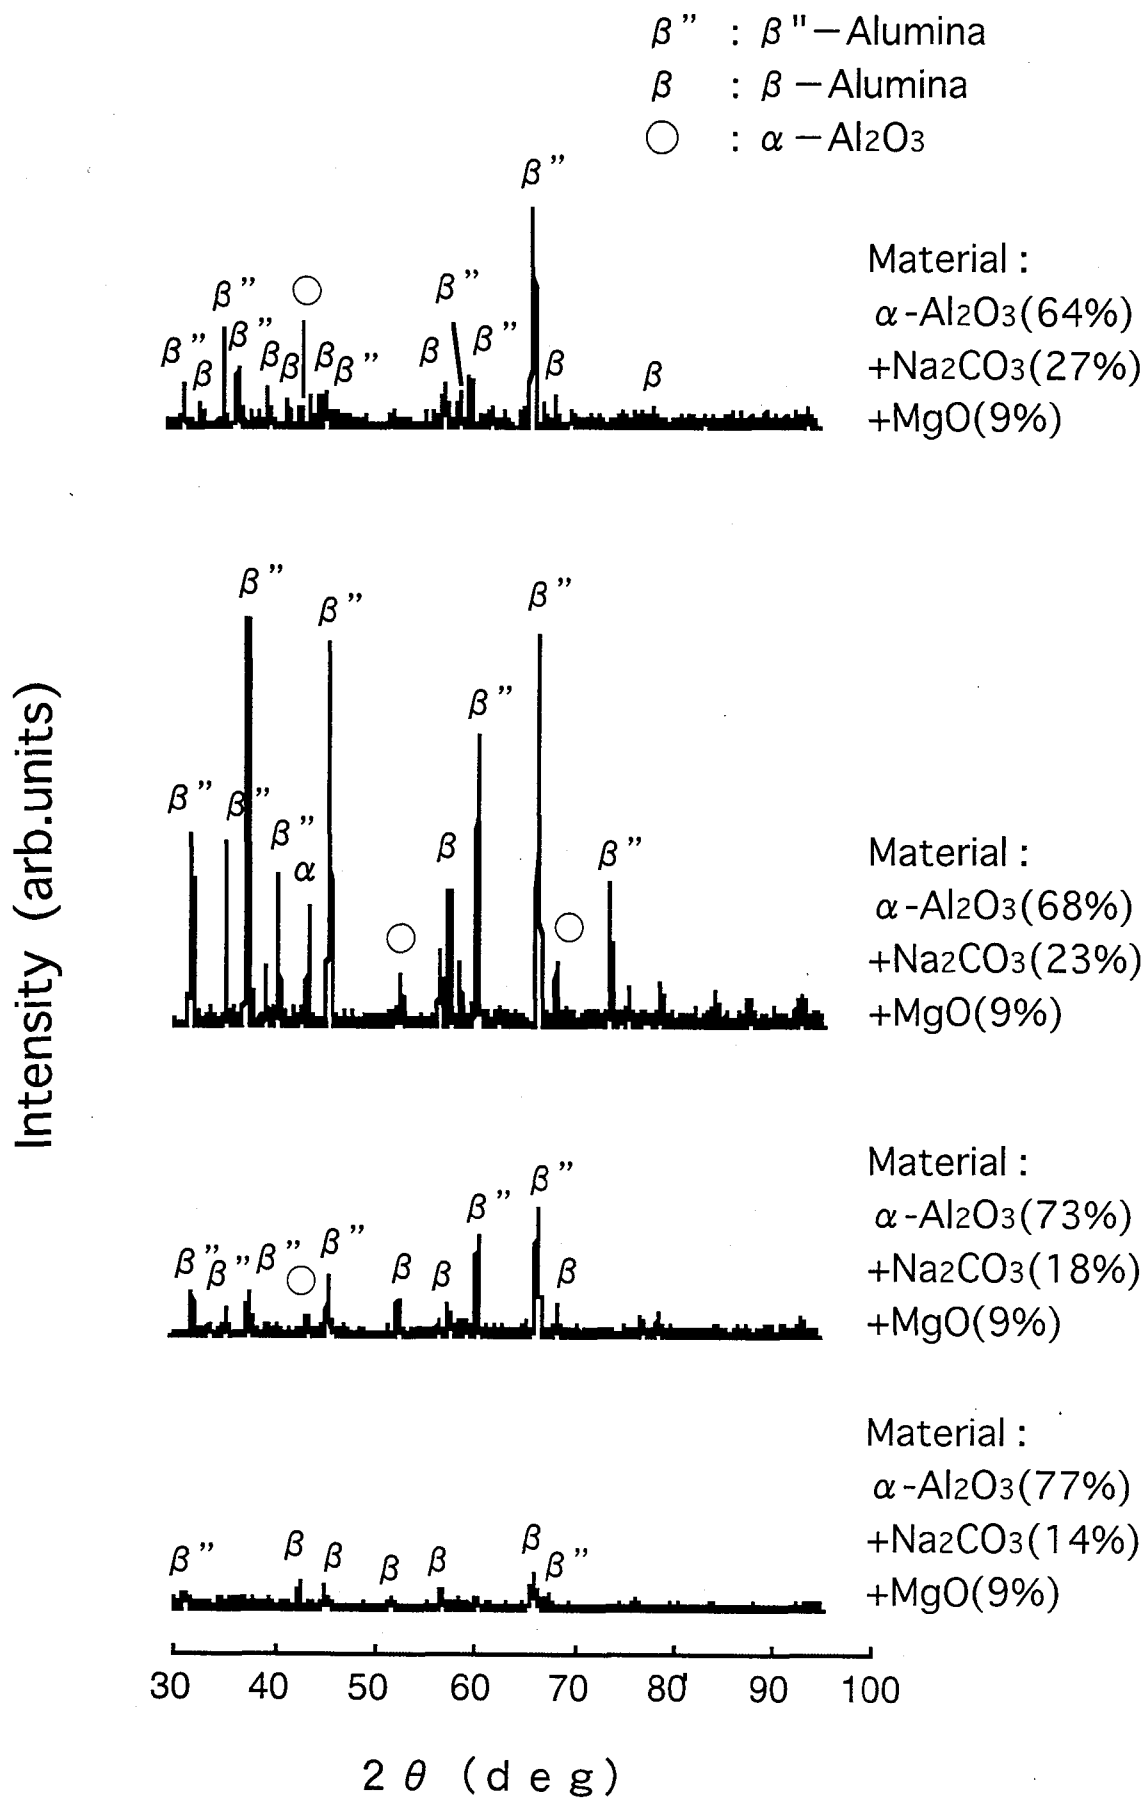 β” : β"−Alumina
β : β −Alumina
◯ : α −Al2O3
β”
β” ◯ β”
β” β β” β β β β” β β” β β
Material :
α-Al2O3(64%)
+Na2CO3(27%)
+MgO(9%)
β” β” β”
β”
β” β” β” β β”
α
◯ ◯
Material :
α-Al2O3(68%)
+Na2CO3(23%)
+MgO(9%)
Intensity (arb.units)
β”
β”
β” β” β” β” β β β
◯
Material :
α-Al2O3(73%)
+Na2CO3(18%)
+MgO(9%)
β” β β β β β β”
Material :
α-Al2O3(77%)
+Na2CO3(14%)
+MgO(9%)
30 40 50 60 70 80 90 100
2 θ (deg)